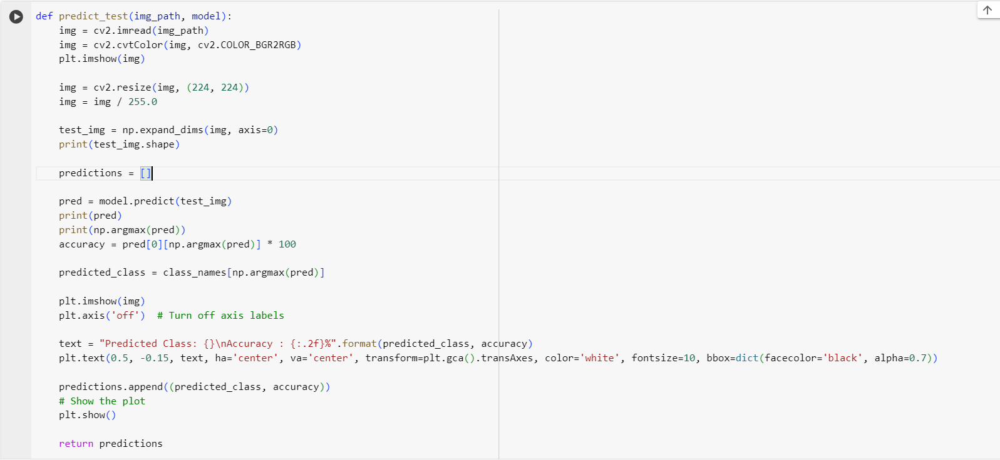 def predict_test(img_path, model):
    img = cv2.imread(img_path)
    img = cv2.cvtColor(img, cv2.COLOR_BGR2RGB)
    plt.imshow(img)

    img = cv2.resize(img, (224, 224))
    img = img / 255.0

    test_img = np.expand_dims(img, axis=0)
    print(test_img.shape)

    predictions = []

    pred = model.predict(test_img)
    print(pred)
    print(np.argmax(pred))
    accuracy = pred[0][np.argmax(pred)] * 100

    predicted_class = class_names[np.argmax(pred)]

    plt.imshow(img)
    plt.axis('off')  # Turn off axis labels

    text = "Predicted Class: {}\nAccuracy : {:.2f}%".format(predicted_class, accuracy)
    plt.text(0.5, -0.15, text, ha='center', va='center', transform=plt.gca().transAxes, color='white', fontsize=10, bbox=dict(facecolor='black', alpha=0.7))

    predictions.append((predicted_class, accuracy))
    # Show the plot
    plt.show()

    return predictions